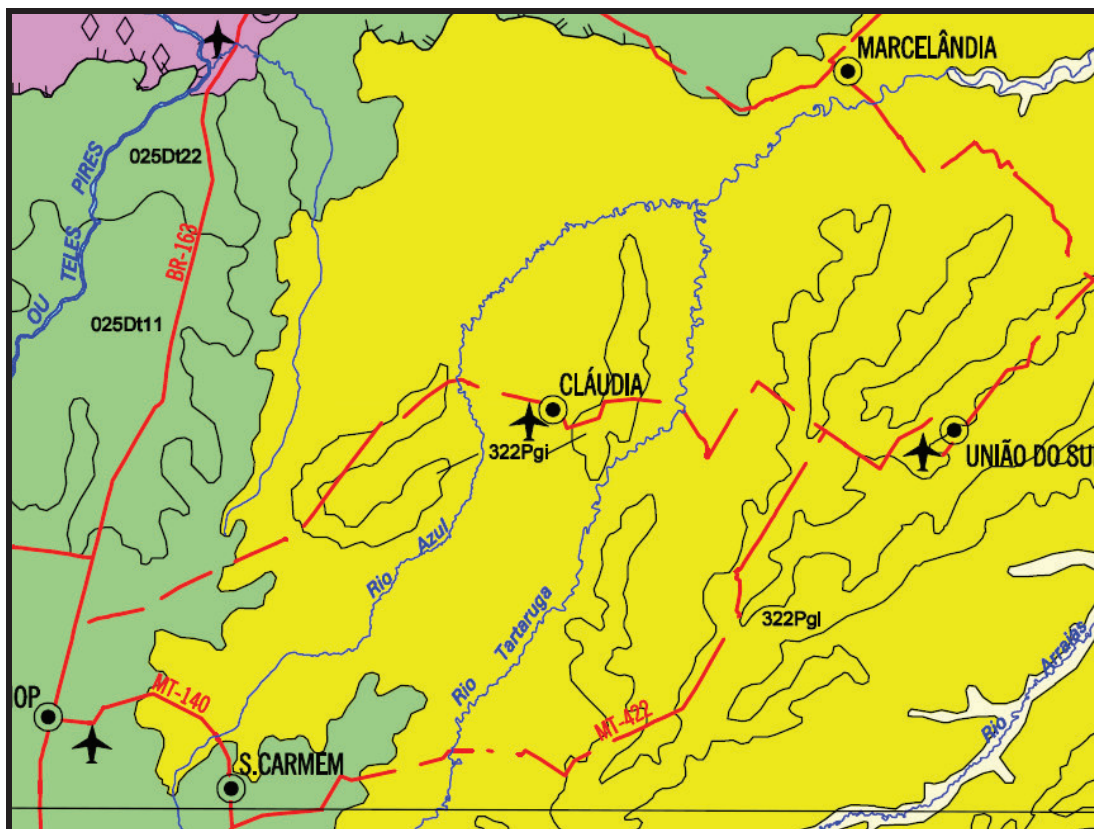 MARCELÂNDIA
025Dt22
PIRES
TELES
OU
BR-163
025Dt11
CLÁUDIA
322Pgi
UNIÃO DO SU
Rio Azul
Rio Tartaruga
322Pgl
Rio Arraias
OP
MT-140
MT-422
S.CARMEM